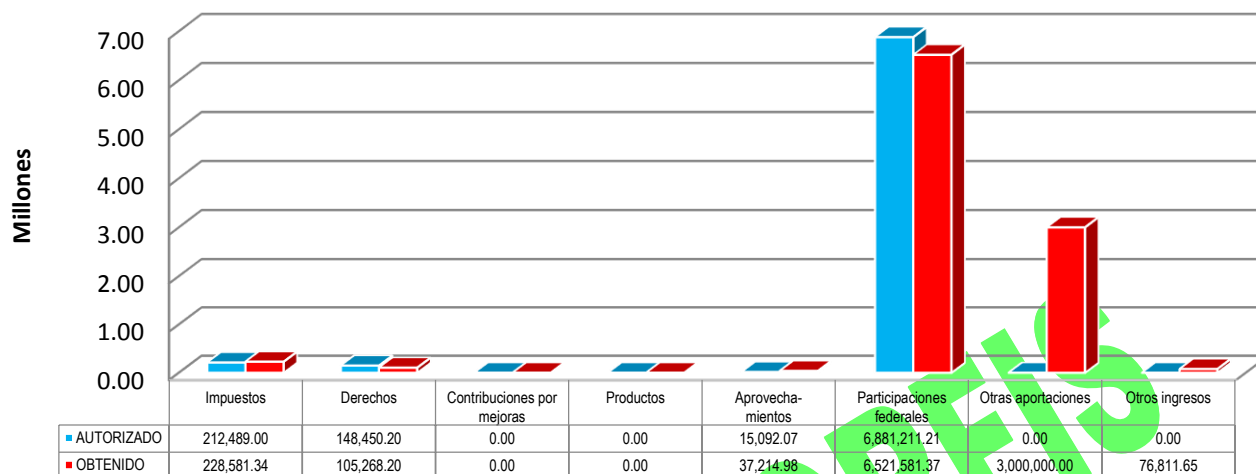 Millones
7.00
6.00
5.00
4.00
3.00
2.00
1.00
0.00
Impuestos Derechos Contribuciones por mejoras Productos Aprovecha-mientos Participaciones federales Otras aportaciones Otros ingresos
AUTORIZADO 212,489.00 148,450.20 0.00 0.00 15,092.07 6,881,211.21 0.00 0.00
OBTENIDO 228,581.34 105,268.20 0.00 0.00 37,214.98 6,521,581.37 3,000,000.00 76,811.65